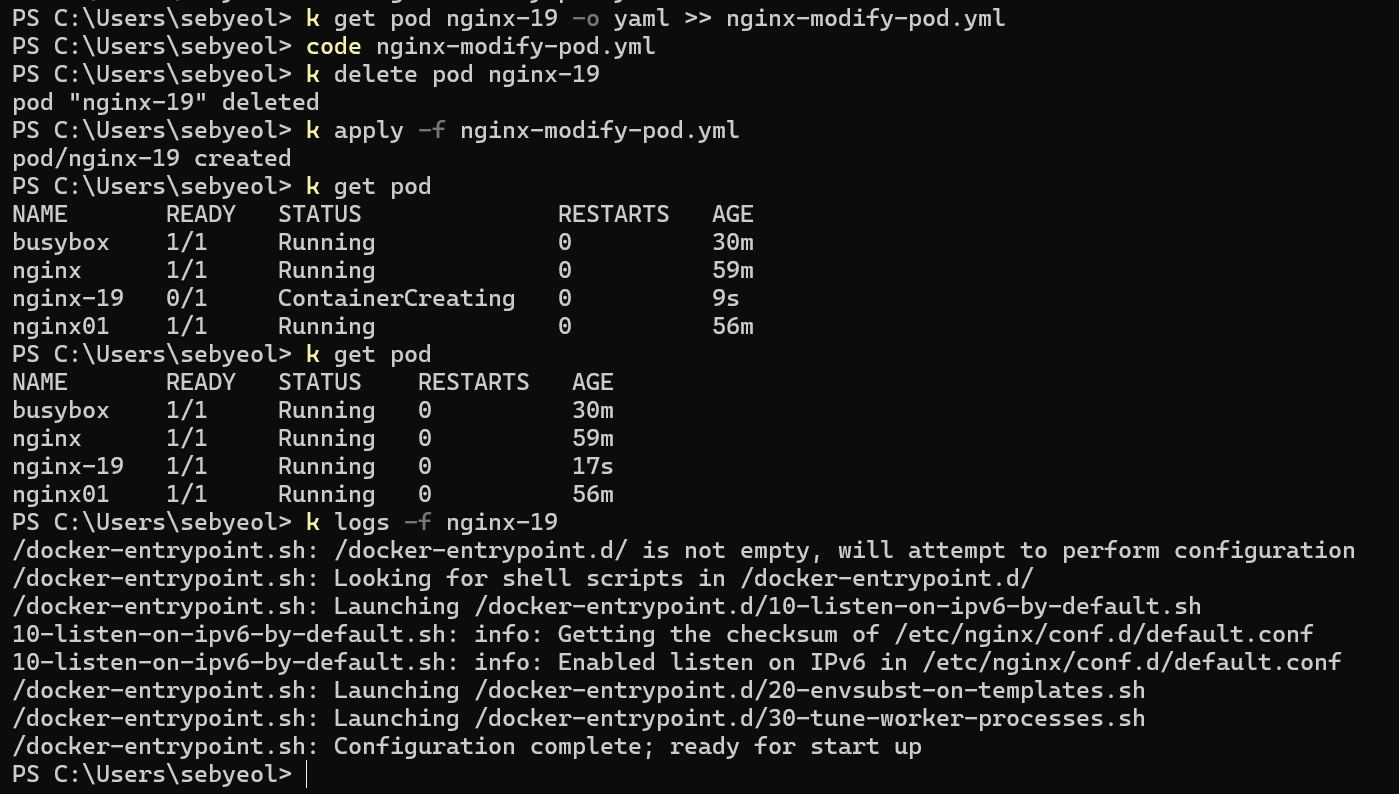 PS C:\Users\sebyeol> k get pod nginx-19 -o yaml >> nginx-modify-pod.yml
PS C:\Users\sebyeol> code nginx-modify-pod.yml
PS C:\Users\sebyeol> k delete pod nginx-19
pod "nginx-19" deleted
PS C:\Users\sebyeol> k apply -f nginx-modify-pod.yml
pod/nginx-19 created
PS C:\Users\sebyeol> k get pod
NAME       READY   STATUS              RESTARTS   AGE
busybox    1/1     Running             0          30m
nginx      1/1     Running             0          59m
nginx-19   0/1     ContainerCreating   0          9s
nginx01    1/1     Running             0          56m
PS C:\Users\sebyeol> k get pod
NAME       READY   STATUS    RESTARTS   AGE
busybox    1/1     Running   0          30m
nginx      1/1     Running   0          59m
nginx-19   1/1     Running   0          17s
nginx01    1/1     Running   0          56m
PS C:\Users\sebyeol> k logs -f nginx-19
/docker-entrypoint.sh: /docker-entrypoint.d/ is not empty, will attempt to perform configuration
/docker-entrypoint.sh: Looking for shell scripts in /docker-entrypoint.d/
/docker-entrypoint.sh: Launching /docker-entrypoint.d/10-listen-on-ipv6-by-default.sh
10-listen-on-ipv6-by-default.sh: info: Getting the checksum of /etc/nginx/conf.d/default.conf
10-listen-on-ipv6-by-default.sh: info: Enabled listen on IPv6 in /etc/nginx/conf.d/default.conf
/docker-entrypoint.sh: Launching /docker-entrypoint.d/20-envsubst-on-templates.sh
/docker-entrypoint.sh: Launching /docker-entrypoint.d/30-tune-worker-processes.sh
/docker-entrypoint.sh: Configuration complete; ready for start up
PS C:\Users\sebyeol>